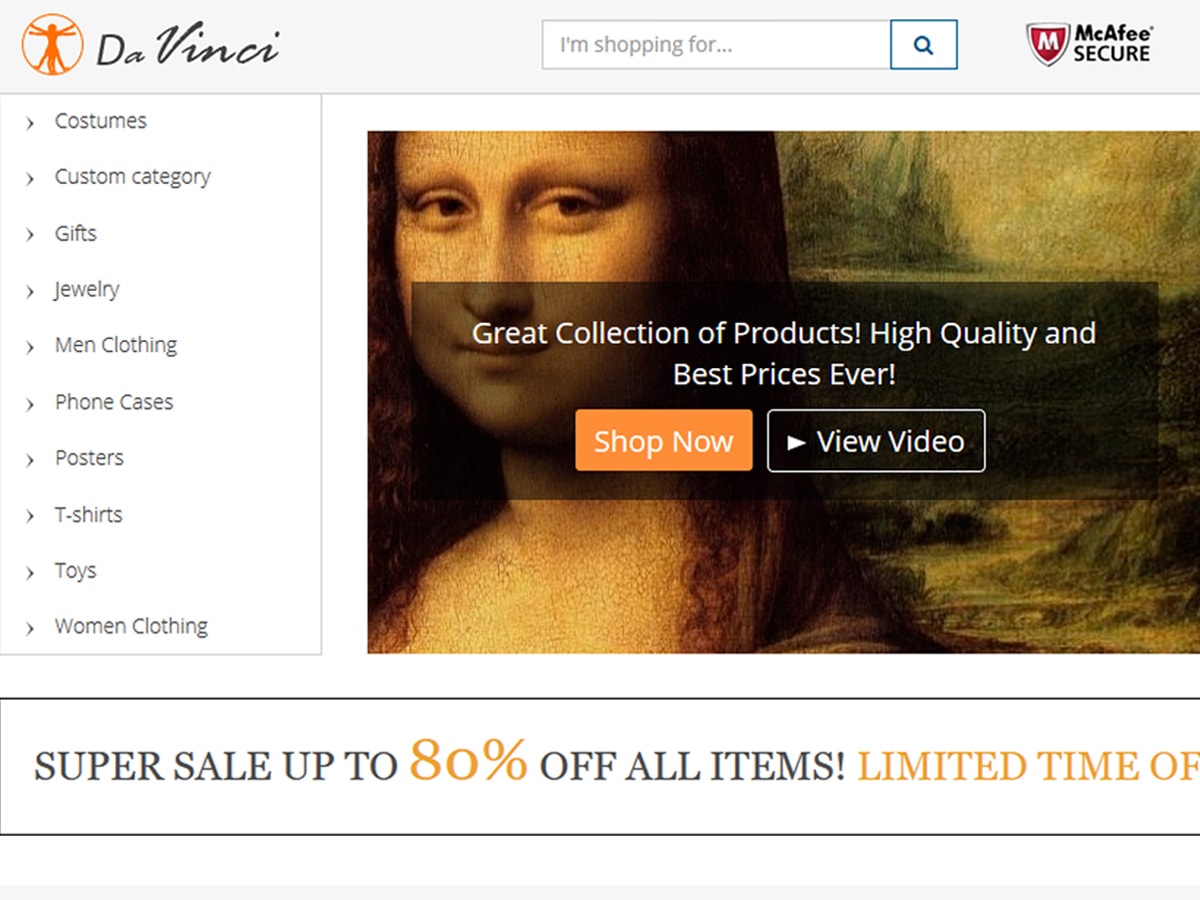 Da Vinci
I'm shopping for...
McAfee®
SECURE
Costumes
Custom category
Gifts
Jewelry
Men Clothing
Phone Cases
Posters
T-shirts
Toys
Women Clothing
Great Collection of Products! High Quality and
Best Prices Ever!
Shop Now
► View Video
SUPER SALE UP TO 80% OFF ALL ITEMS! LIMITED TIME OF